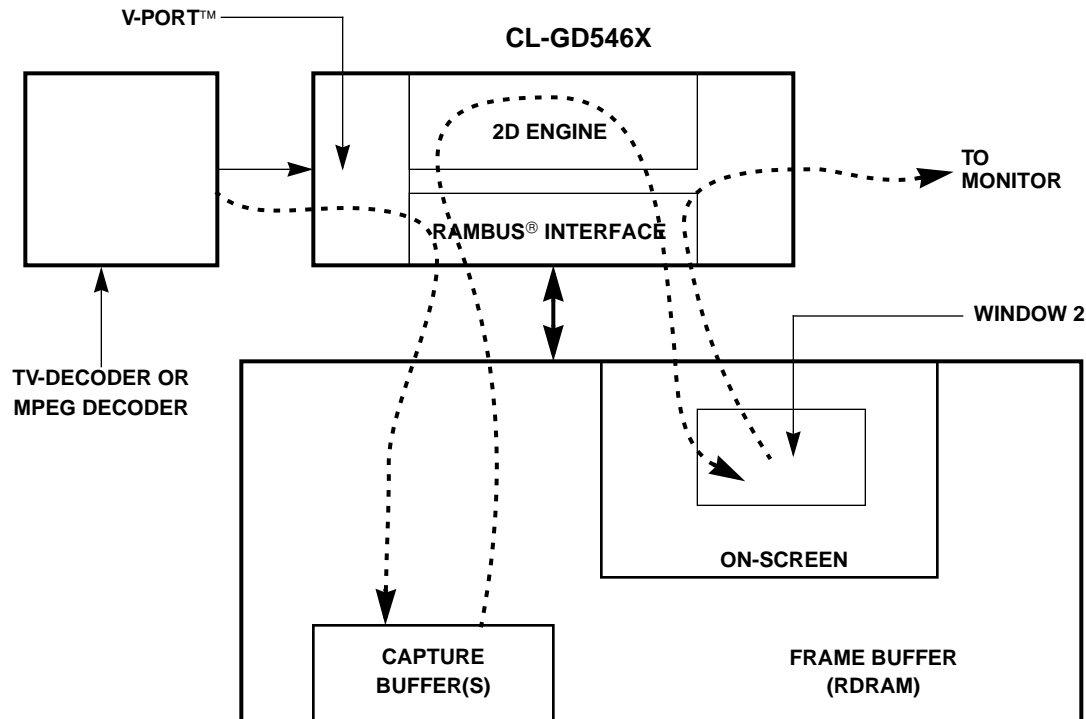 V-PORT™
CL-GD546X
2D ENGINE
TO
MONITOR
RAMBUS® INTERFACE
WINDOW 2
TV-DECODER OR
MPEG DECODER
ON-SCREEN
CAPTURE
BUFFER(S)
FRAME BUFFER
(RDRAM)